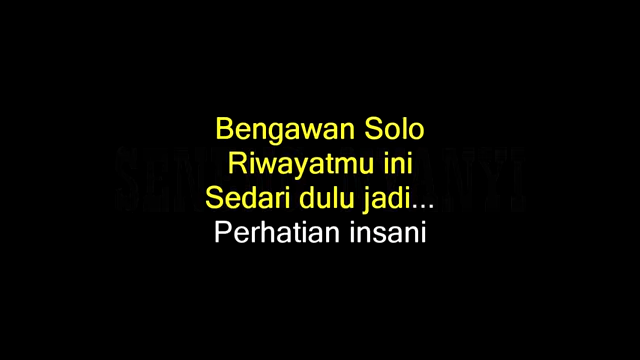 Bengawan Solo
Riwayatmu ini
Sedari dulu jadi...
Perhatian insani